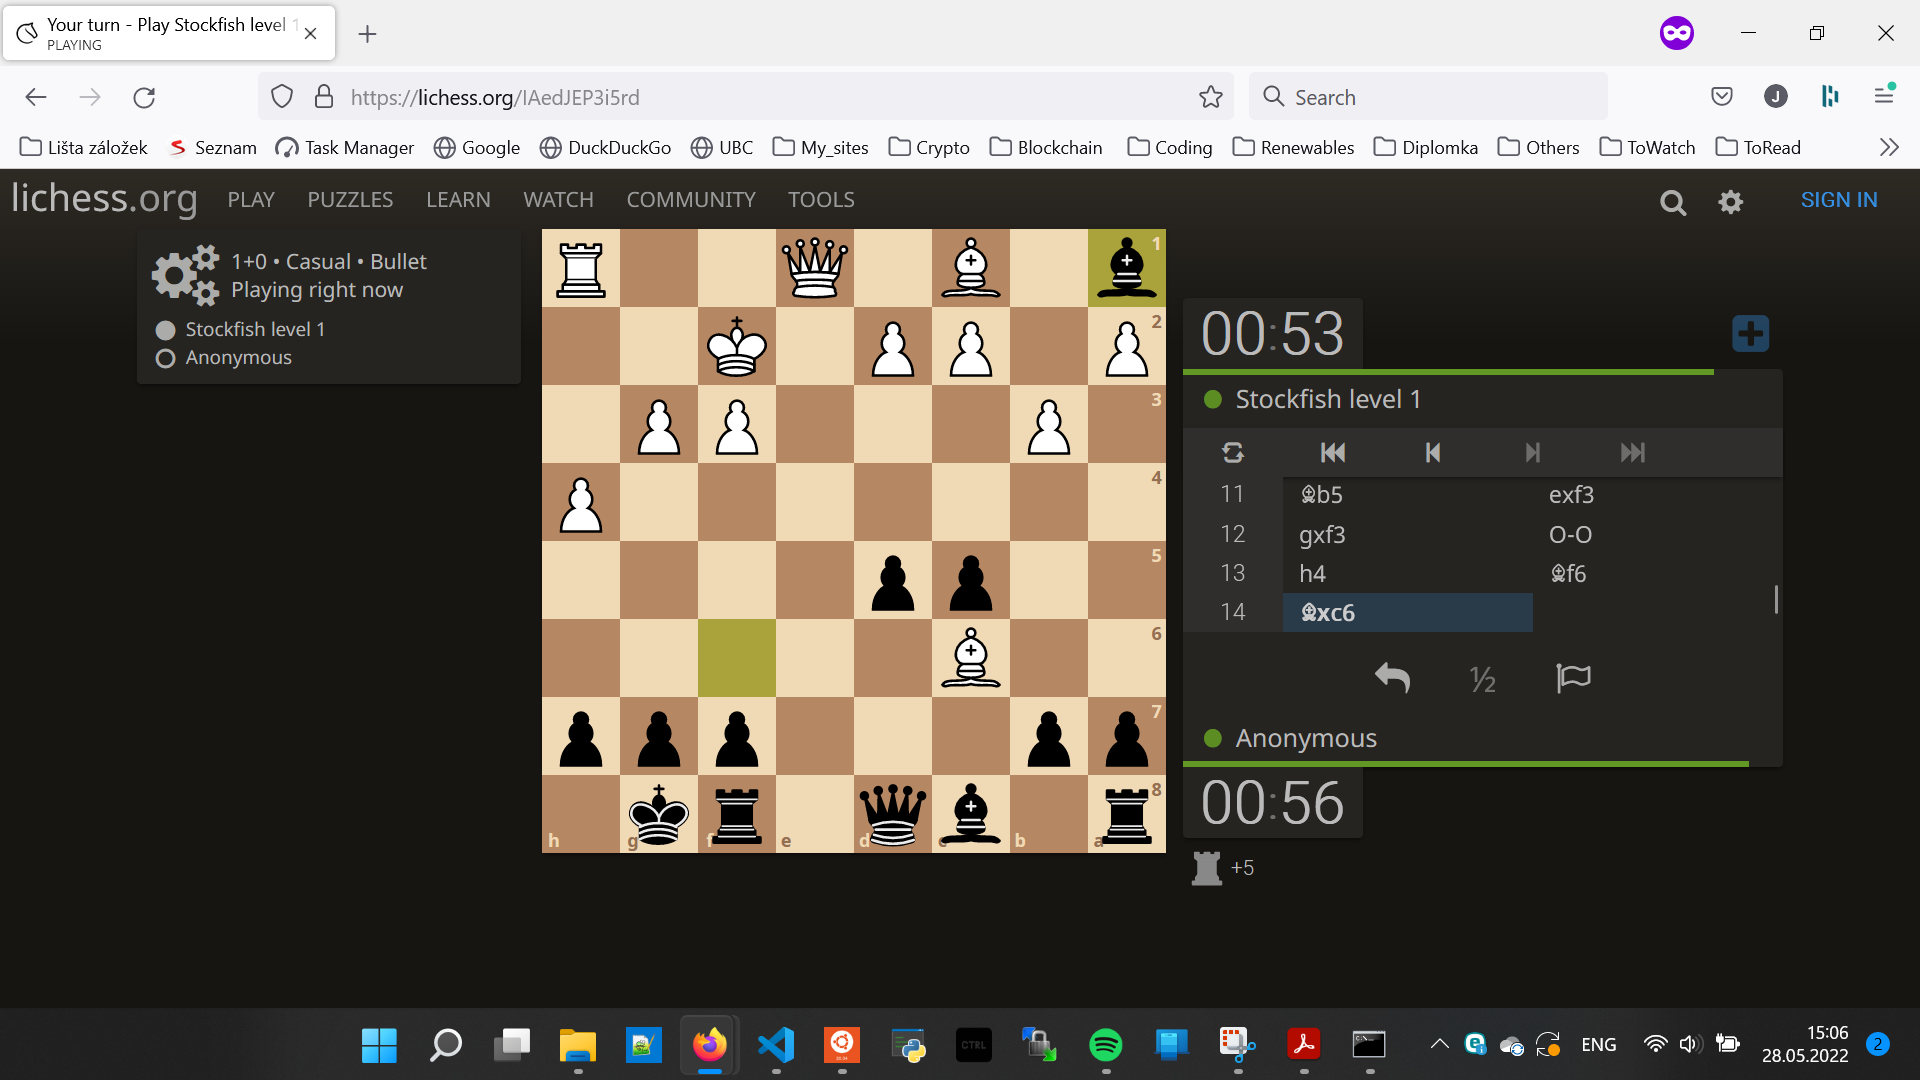 Your turn - Play Stockfish level 1
PLAYING
https://lichess.org/IAedJEP3i5rd
Search
J
Lišta záložek
Seznam
Task Manager
Google
DuckDuckGo
UBC
My_sites
Crypto
Blockchain
Coding
Renewables
Diplomka
Others
ToWatch
ToRead
lichess.org
PLAY
PUZZLES
LEARN
WATCH
COMMUNITY
TOOLS
SIGN IN
1+0 • Casual • Bullet
Playing right now
Stockfish level 1
Anonymous
1
2
3
4
5
6
7
8
h
g
f
e
d
c
b
a
00:53
Stockfish level 1
11 ♗b5 exf3
12 gxf3 O-O
13 h4 ♗f6
14 ♗xc6
½
Anonymous
00:56
+5
CTRL
ENG
15:06
28.05.2022
2